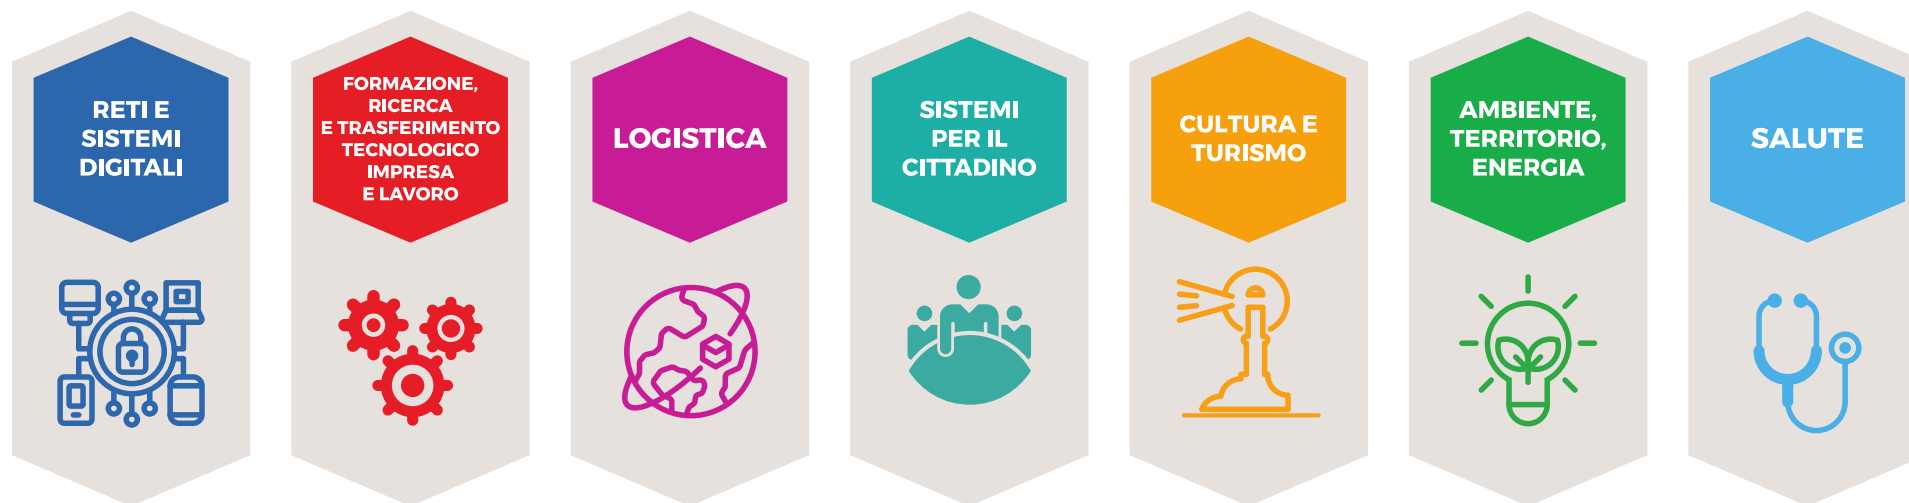 RETI E
SISTEMI
DIGITALI
FORMAZIONE,
RICERCA
E TRASFERIMENTO
TECNOLOGICO
IMPRESA
E LAVORO
LOGISTICA
SISTEMI
PER IL
CITTADINO
CULTURA E
TURISMO
AMBIENTE,
TERRITORIO,
ENERGIA
SALUTE